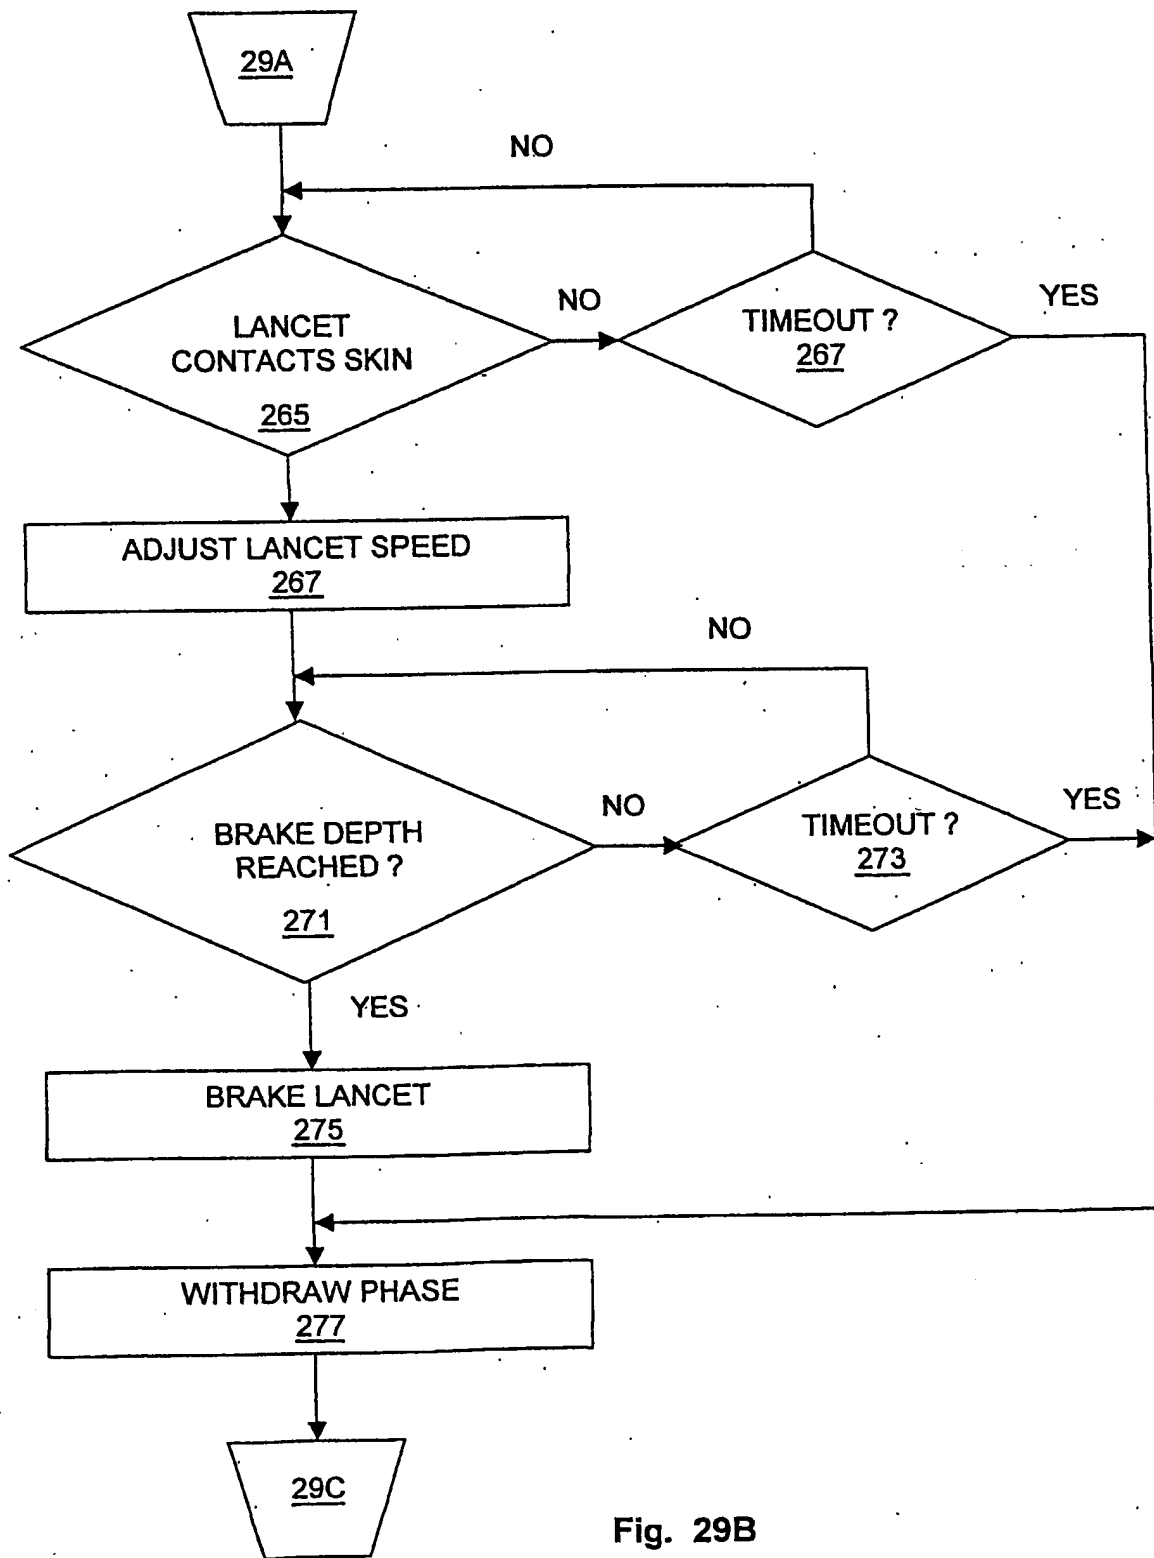 29A
NO
LANCET
CONTACTS SKIN
265
NO
TIMEOUT ?
267
YES
ADJUST LANCET SPEED
267
NO
BRAKE DEPTH
REACHED ?
271
NO
TIMEOUT ?
273
YES
YES
BRAKE LANCET
275
WITHDRAW PHASE
277
29C
Fig. 29B